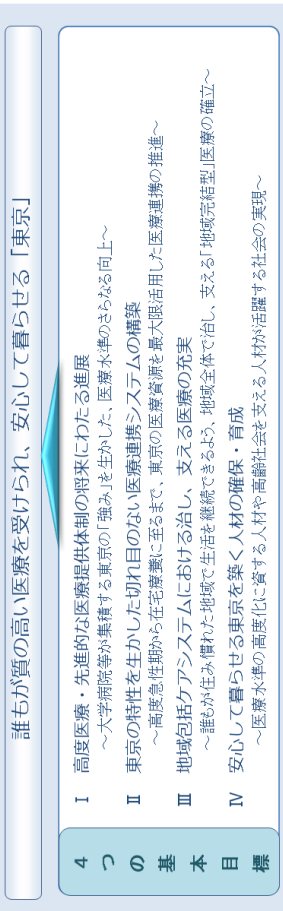 誰もが質の高い医療を受けられ、安心して暮らせる「東京」
4つの基本目標
Ⅰ 高度医療・先進的な医療提供体制の将来にわたる進展
～大学病院等が集積する東京の「強み」を生かした、医療水準のさらなる向上～
Ⅱ 東京の特性を生かした切れ目のない医療連携システムの構築
～高度急性期から在宅療養に至るまで、東京の医療資源を最大限活用した医療連携の推進～
Ⅲ 地域包括ケアシステムにおける治し、支える医療の充実
～誰もが住み慣れた地域で生活を継続できるよう、地域全体で治し、支える「地域完結型」医療の確立～
Ⅳ 安心して暮らせる東京を築く人材の確保・育成
～医療水準の高度化に資する人材や高齢社会を支える人材が活躍する社会の実現～